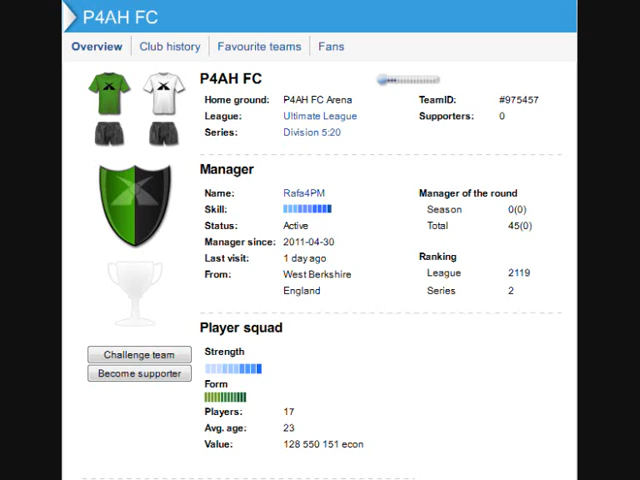 P4AH FC
Overview Club history Favourite teams Fans
P4AH FC
Home ground: P4AH FC Arena TeamID: #975457
League: Ultimate League Supporters: 0
Series: Division 5:20
Manager
Name: Rafa4PM Manager of the round
Skill: Season 0(0)
Status: Active Total 45(0)
Manager since: 2011-04-30
Last visit: 1 day ago Ranking
From: West Berkshire League 2119
England Series 2
Player squad
Challenge team Strength
Become supporter
Form
Players: 17
Avg. age: 23
Value: 128 550 151 econ